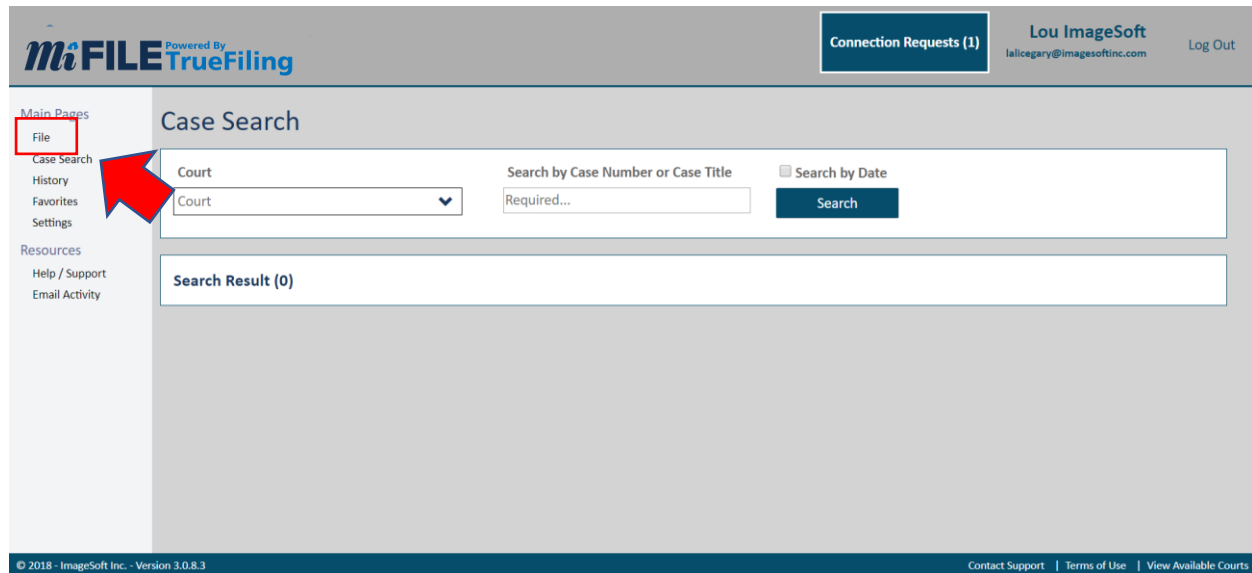 MiFILE Powered By TrueFiling
Connection Requests (1)
Lou ImageSoft
lalicegary@imagesoftinc.com
Log Out
Main Pages
File
Case Search
History
Favorites
Settings
Resources
Help / Support
Email Activity
Case Search
Court
Search by Case Number or Case Title
Search by Date
Court
Required...
Search
Search Result (0)
© 2018 - ImageSoft Inc. - Version 3.0.8.3
Contact Support | Terms of Use | View Available Courts